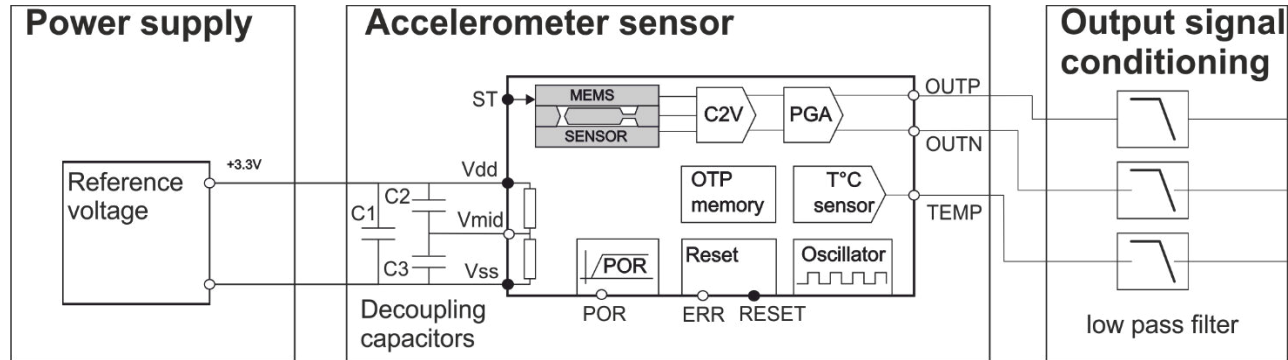 Power supply
Accelerometer sensor
Output signal
conditioning
ST
MEMS
SENSOR
C2V
PGA
OUTP
OUTN
+3.3V
Reference
voltage
Vdd
C1
C2
Vmid
C3
Vss
OTP
memory
T°C
sensor
TEMP
POR
Reset
Oscillator
Decoupling
capacitors
POR
ERR
RESET
low pass filter